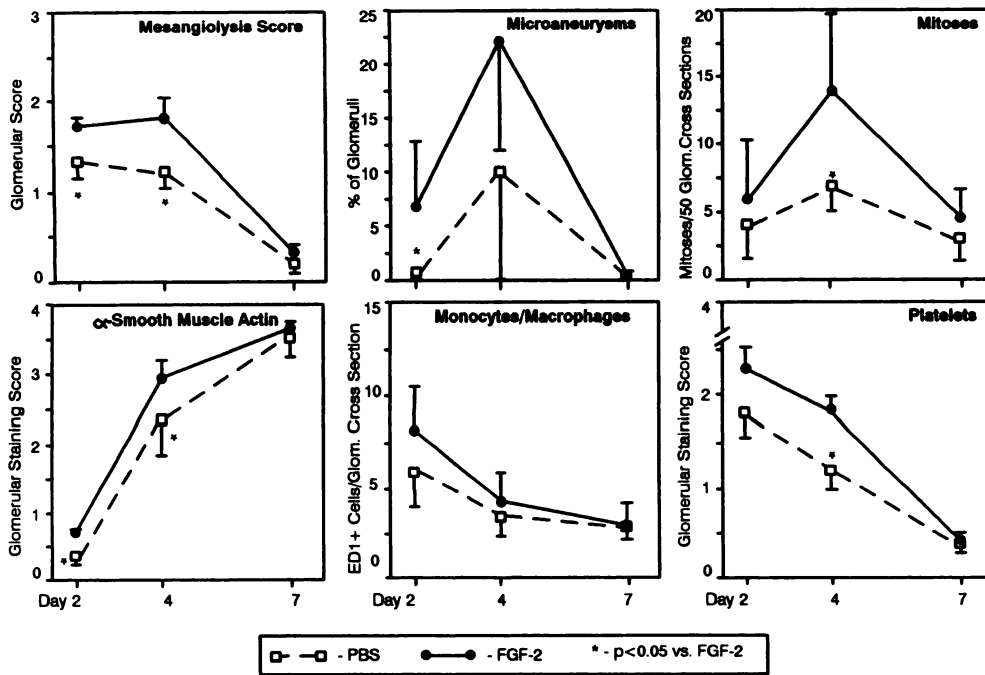 Mesangiolysis Score
Glomerular Score
3
2
1
0
*
*
Microaneurysms
% of Glomeruli
25
20
15
10
5
0
*
Mitoses
Mitoses/50 Glom.Cross Sections
20
15
10
5
0
*
∝-Smooth Muscle Actin
Glomerular Staining Score
4
3
2
1
0
*
*
Day 2
4
7
Monocytes/Macrophages
ED1+ Cells/Glom. Cross Section
15
10
5
0
Day 2
4
7
Platelets
Glomerular Staining Score
4
2
1
0
*
Day 2
4
7
- PBS
- FGF-2
* - p<0.05 vs. FGF-2